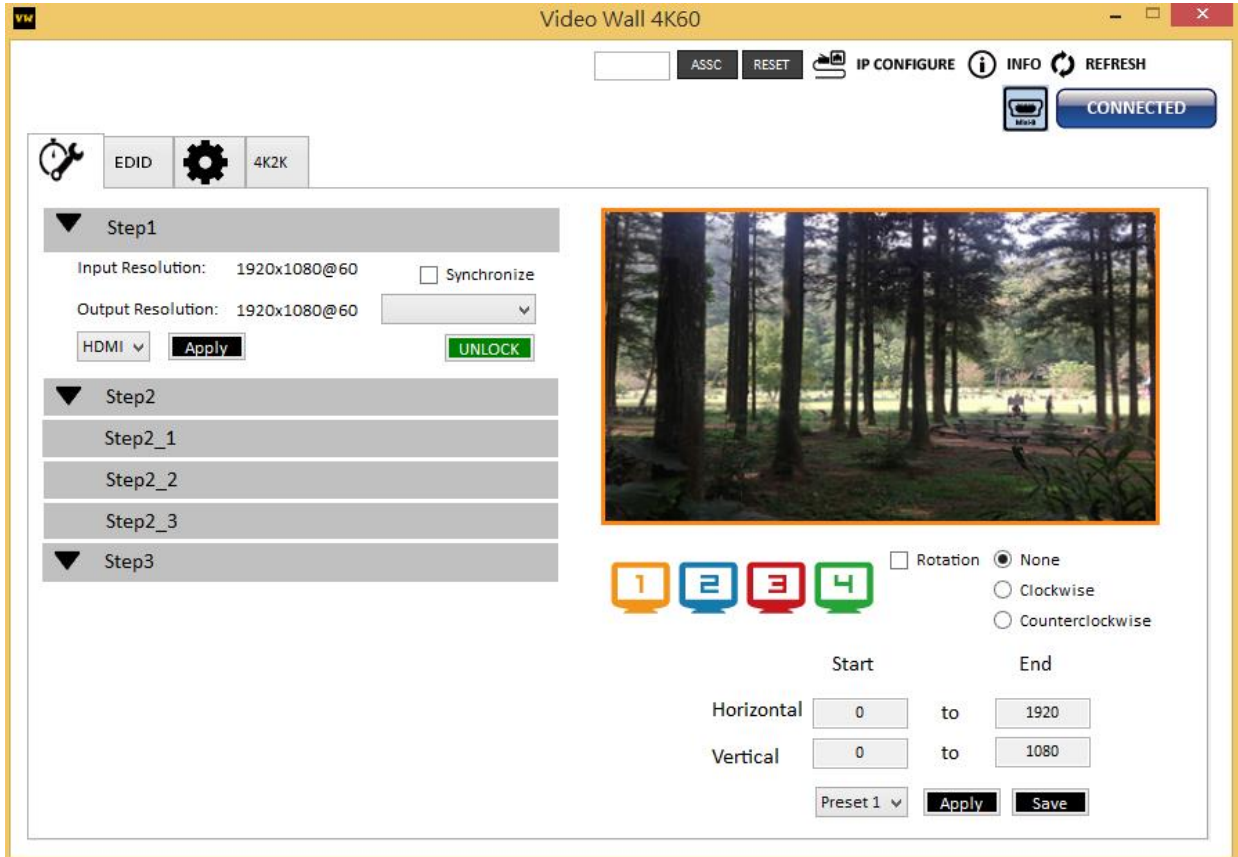 VW Video Wall 4K60
ASSC RESET IP CONFIGURE i INFO REFRESH
Mini-B CONNECTED
EDID 4K2K
Step1
Input Resolution: 1920x1080@60 Synchronize
Output Resolution: 1920x1080@60
HDMI Apply UNLOCK
Step2
Step2_1
Step2_2
Step2_3
Step3
1 2 3 4 Rotation None
Clockwise
Counterclockwise
Start End
Horizontal 0 to 1920
Vertical 0 to 1080
Preset 1 Apply Save